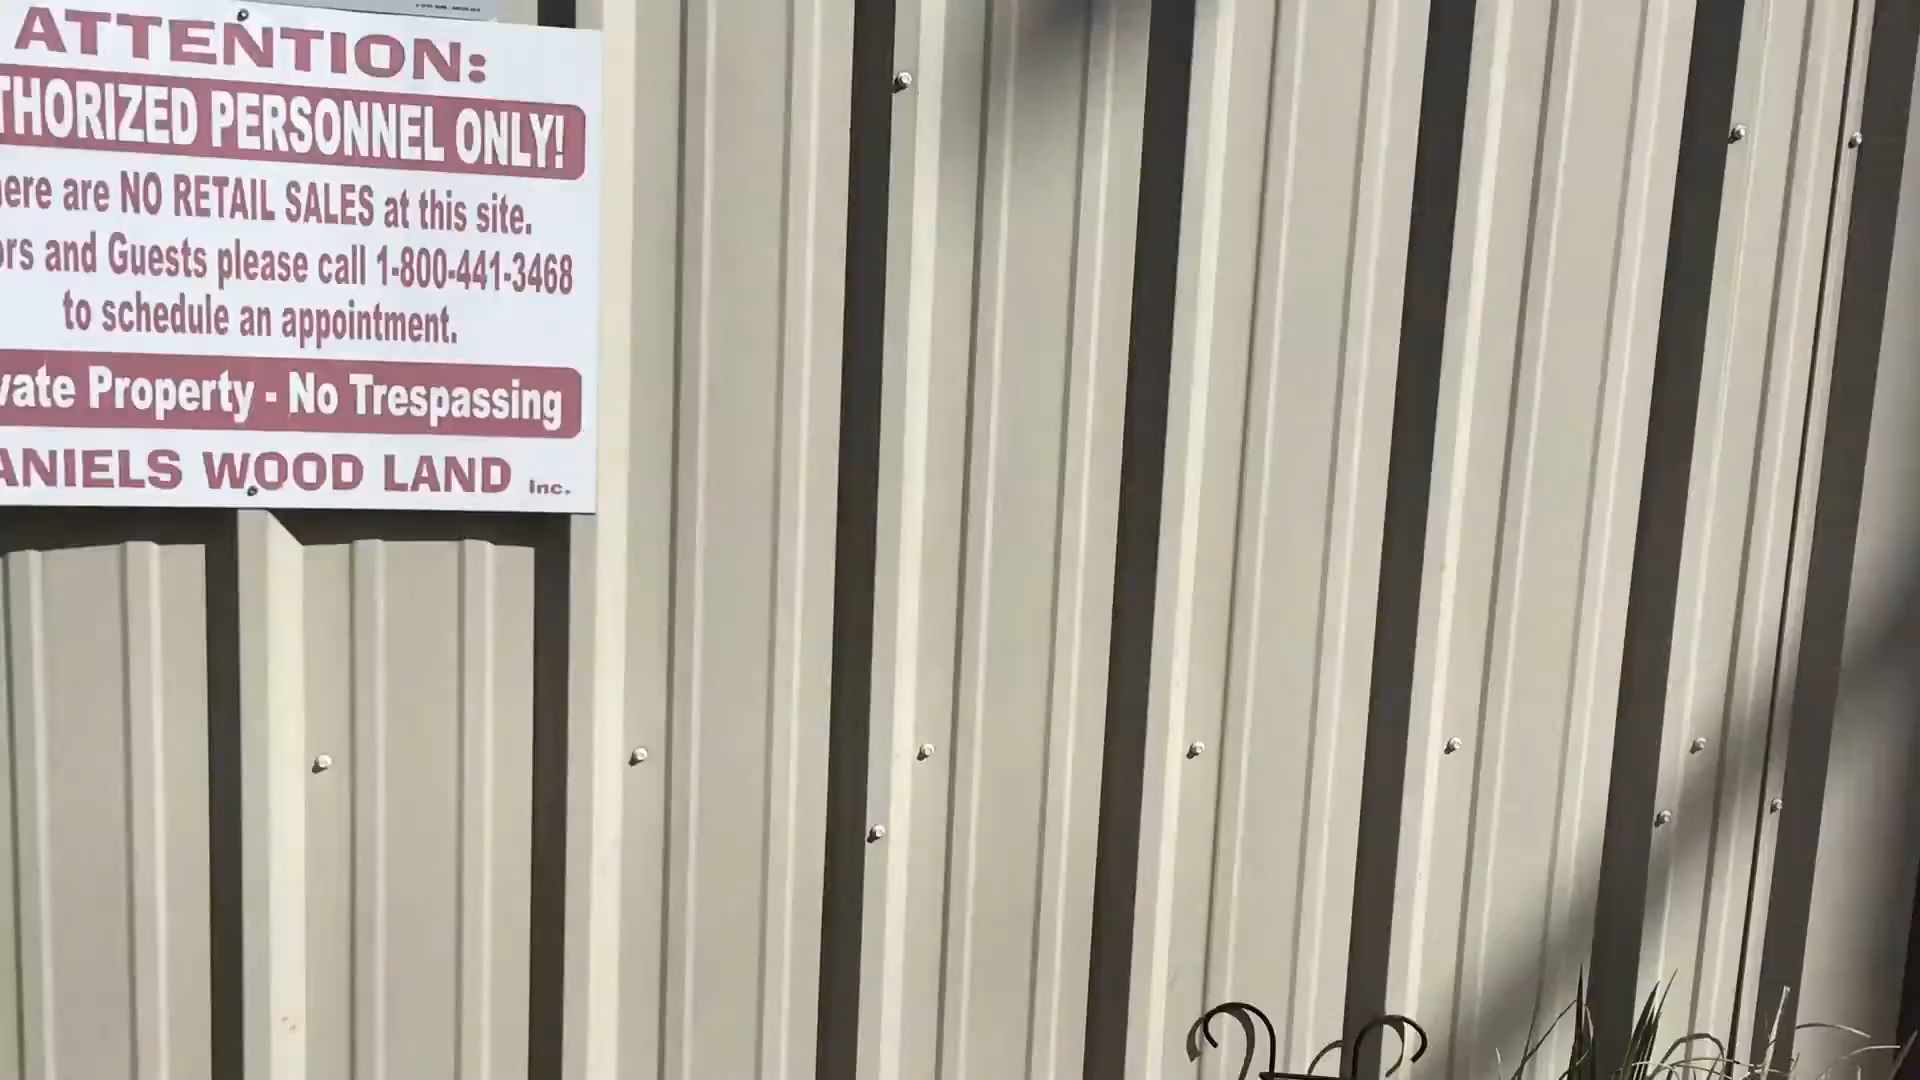 ATTENTION:
THORIZED PERSONNEL ONLY!
ere are NO RETAIL SALES at this site.
ors and Guests please call 1-800-441-3468
to schedule an appointment.
vate Property - No Trespassing
ANIELS WOOD LAND Inc.